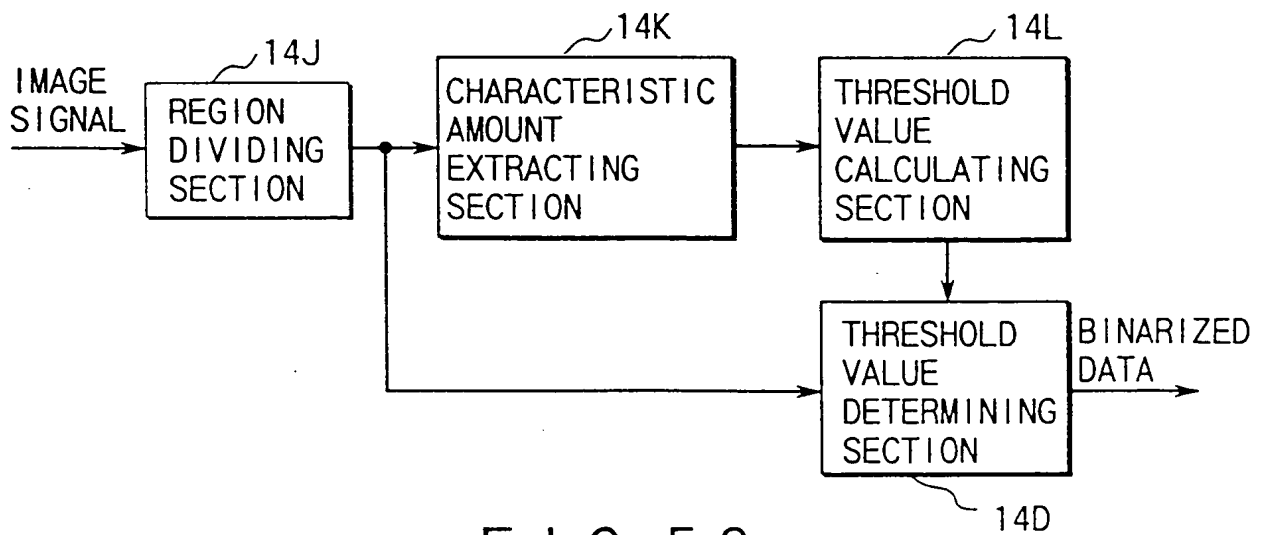 14J
14K
14L
IMAGE
SIGNAL
REGION
DIVIDING
SECTION
CHARACTERISTIC
AMOUNT
EXTRACTING
SECTION
THRESHOLD
VALUE
CALCULATING
SECTION
THRESHOLD
VALUE
DETERMINING
SECTION
BINARIZED
DATA
14D